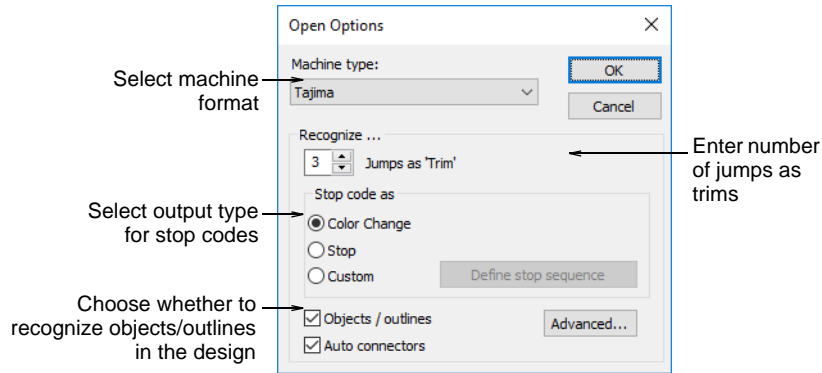 Open Options
Machine type:
Tajima
OK
Cancel
Select machine
format
Recognize ...
3 Jumps as 'Trim'
Enter number
of jumps as
trims
Stop code as
Color Change
Stop
Custom
Define stop sequence
Select output type
for stop codes
Choose whether to
recognize objects/outlines
in the design
Objects / outlines
Auto connectors
Advanced...